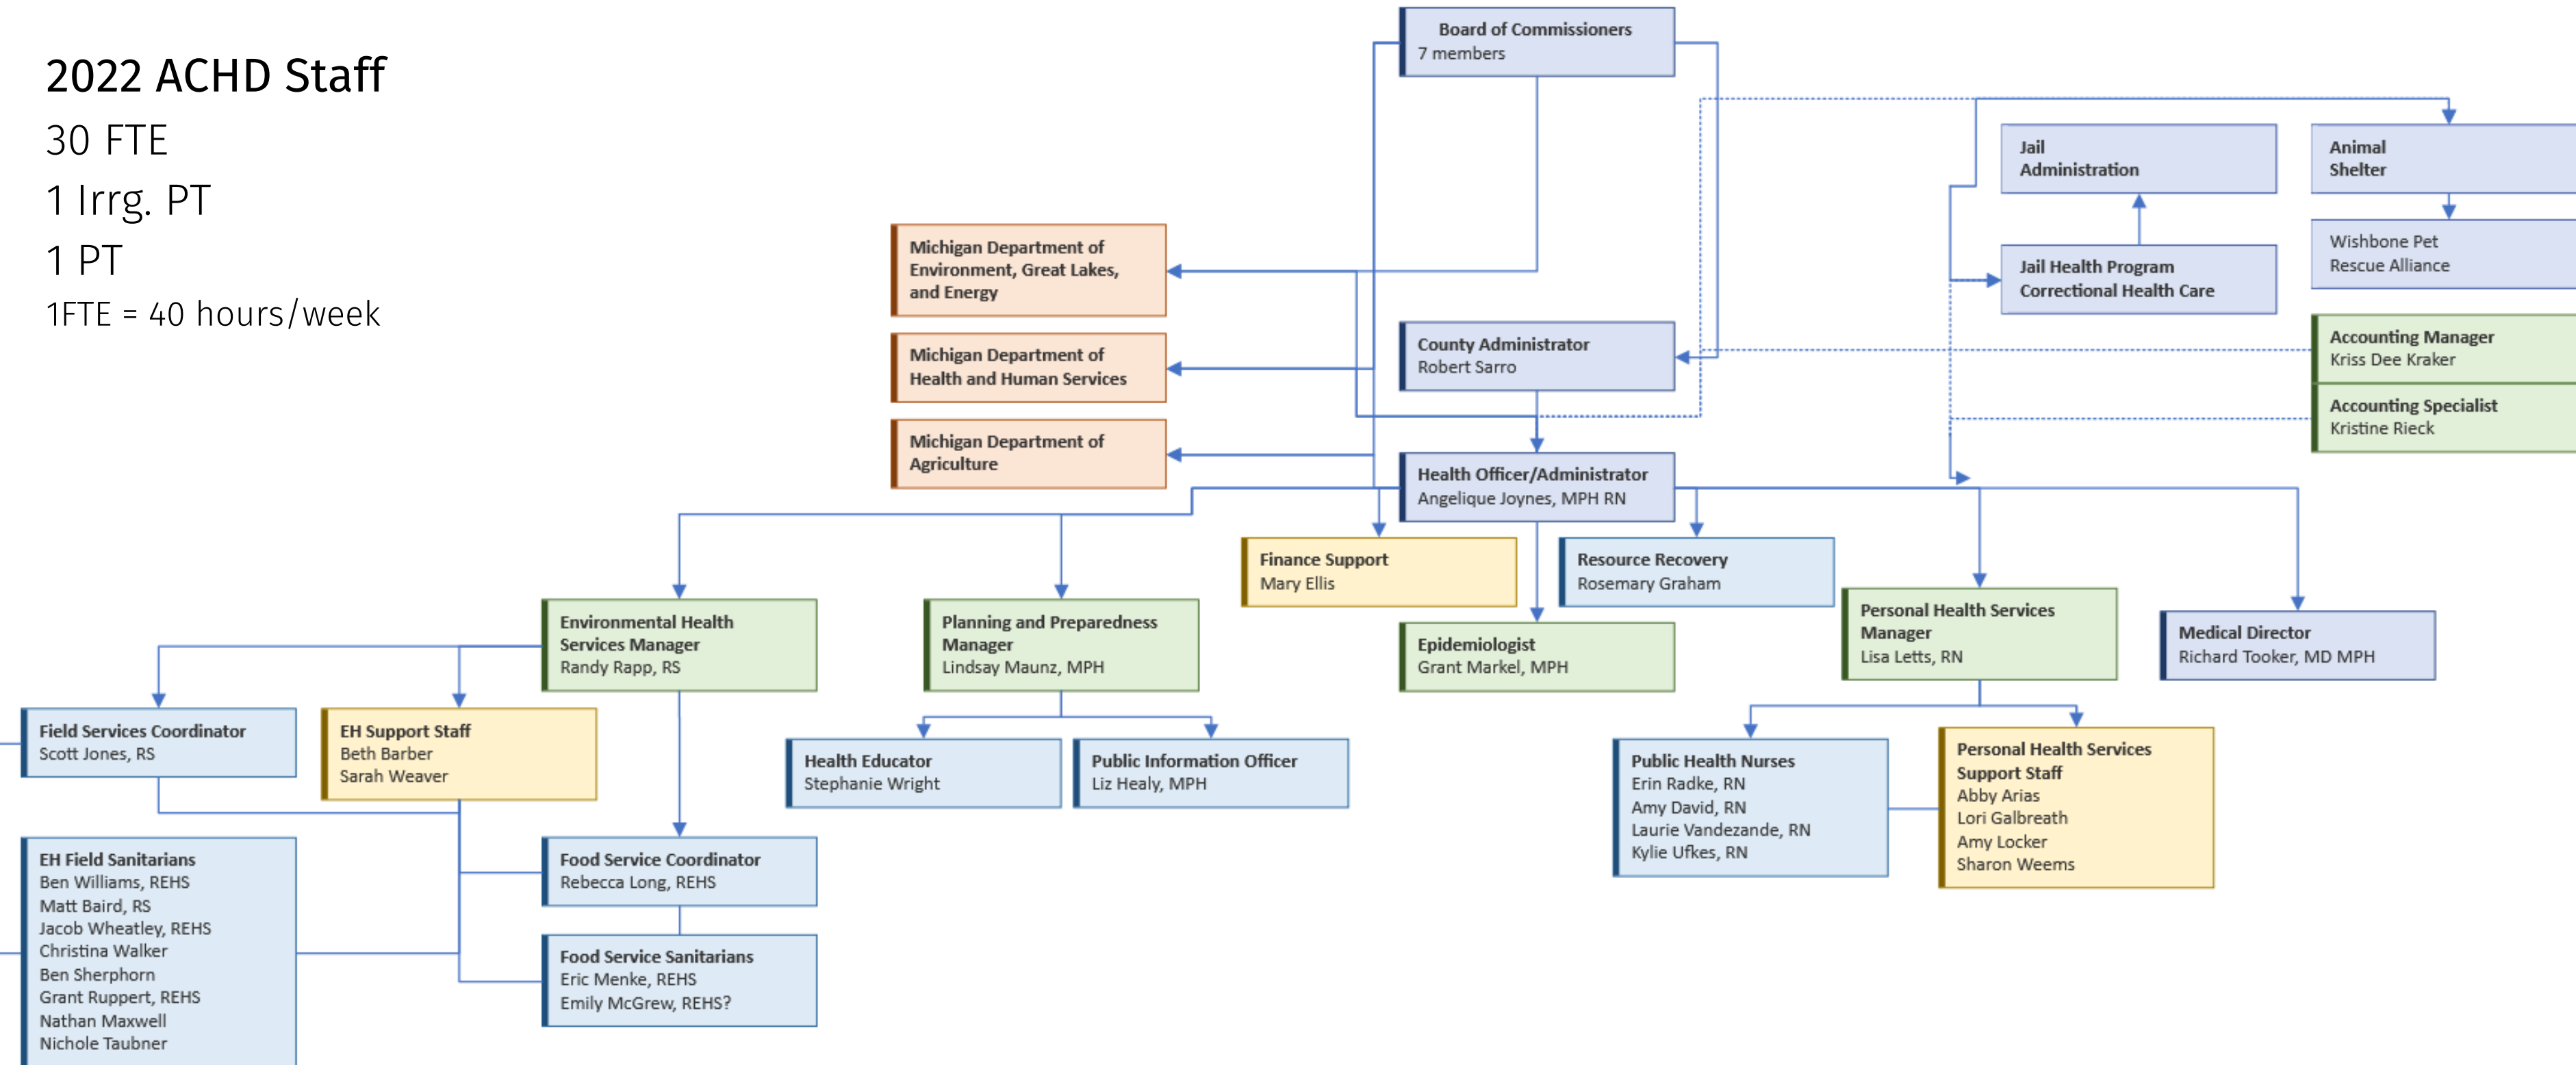 2022 ACHD Staff
30 FTE
1 Irrg. PT
1 PT
1FTE = 40 hours/week
Board of Commissioners
7 members
Jail
Administration
Animal
Shelter
Jail Health Program
Correctional Health Care
Wishbone Pet
Rescue Alliance
Michigan Department of
Environment, Great Lakes,
and Energy
Michigan Department of
Health and Human Services
Michigan Department of
Agriculture
County Administrator
Robert Sarro
Accounting Manager
Kriss Dee Kraker
Accounting Specialist
Kristine Rieck
Health Officer/Administrator
Angelique Joynes, MPH RN
Finance Support
Mary Ellis
Resource Recovery
Rosemary Graham
Environmental Health
Services Manager
Randy Rapp, RS
Planning and Preparedness
Manager
Lindsay Maunz, MPH
Epidemiologist
Grant Markel, MPH
Personal Health Services
Manager
Lisa Letts, RN
Medical Director
Richard Tooker, MD MPH
Field Services Coordinator
Scott Jones, RS
EH Support Staff
Beth Barber
Sarah Weaver
Health Educator
Stephanie Wright
Public Information Officer
Liz Healy, MPH
Public Health Nurses
Erin Radke, RN
Amy David, RN
Laurie Vandezande, RN
Kylie Ufkes, RN
Personal Health Services
Support Staff
Abby Arias
Lori Galbreath
Amy Locker
Sharon Weems
EH Field Sanitarians
Ben Williams, REHS
Matt Baird, RS
Jacob Wheatley, REHS
Christina Walker
Ben Sherphorn
Grant Ruppert, REHS
Nathan Maxwell
Nichole Taubner
Food Service Coordinator
Rebecca Long, REHS
Food Service Sanitarians
Eric Menke, REHS
Emily McGrew, REHS?